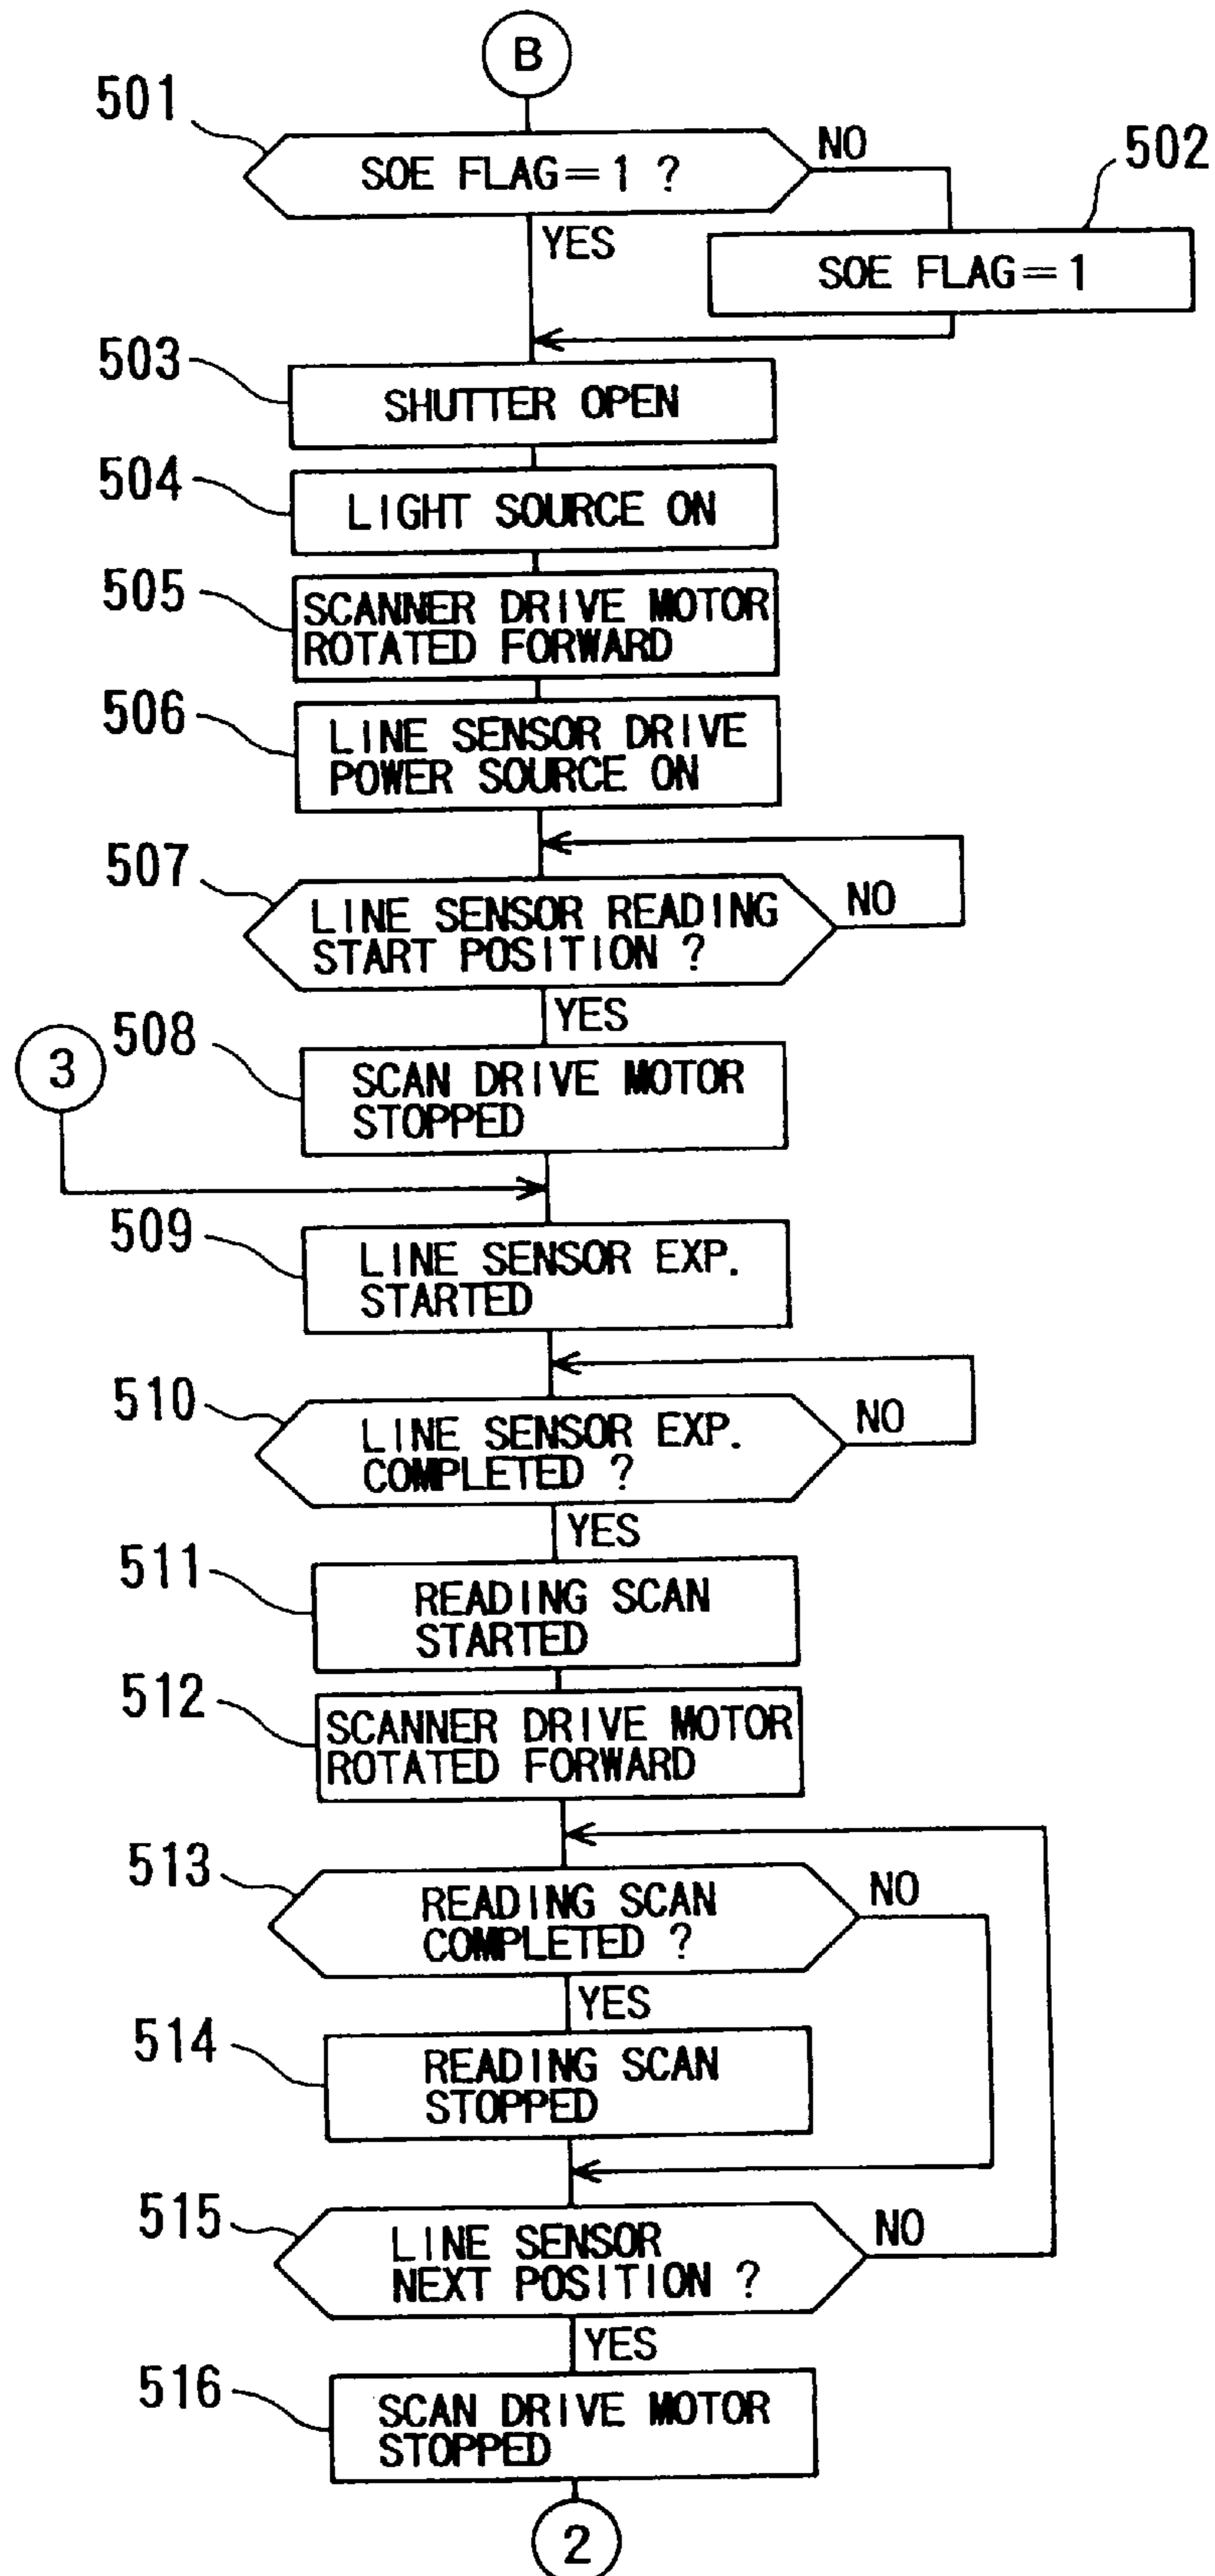 B
501
SOE FLAG=1 ?
NO
502
YES
SOE FLAG=1
503
SHUTTER OPEN
504
LIGHT SOURCE ON
505
SCANNER DRIVE MOTOR
ROTATED FORWARD
506
LINE SENSOR DRIVE
POWER SOURCE ON
507
LINE SENSOR READING
START POSITION ?
NO
YES
3
508
SCAN DRIVE MOTOR
STOPPED
509
LINE SENSOR EXP.
STARTED
510
LINE SENSOR EXP.
COMPLETED ?
NO
YES
511
READING SCAN
STARTED
512
SCANNER DRIVE MOTOR
ROTATED FORWARD
513
READING SCAN
COMPLETED ?
NO
YES
514
READING SCAN
STOPPED
515
LINE SENSOR
NEXT POSITION ?
NO
YES
516
SCAN DRIVE MOTOR
STOPPED
2